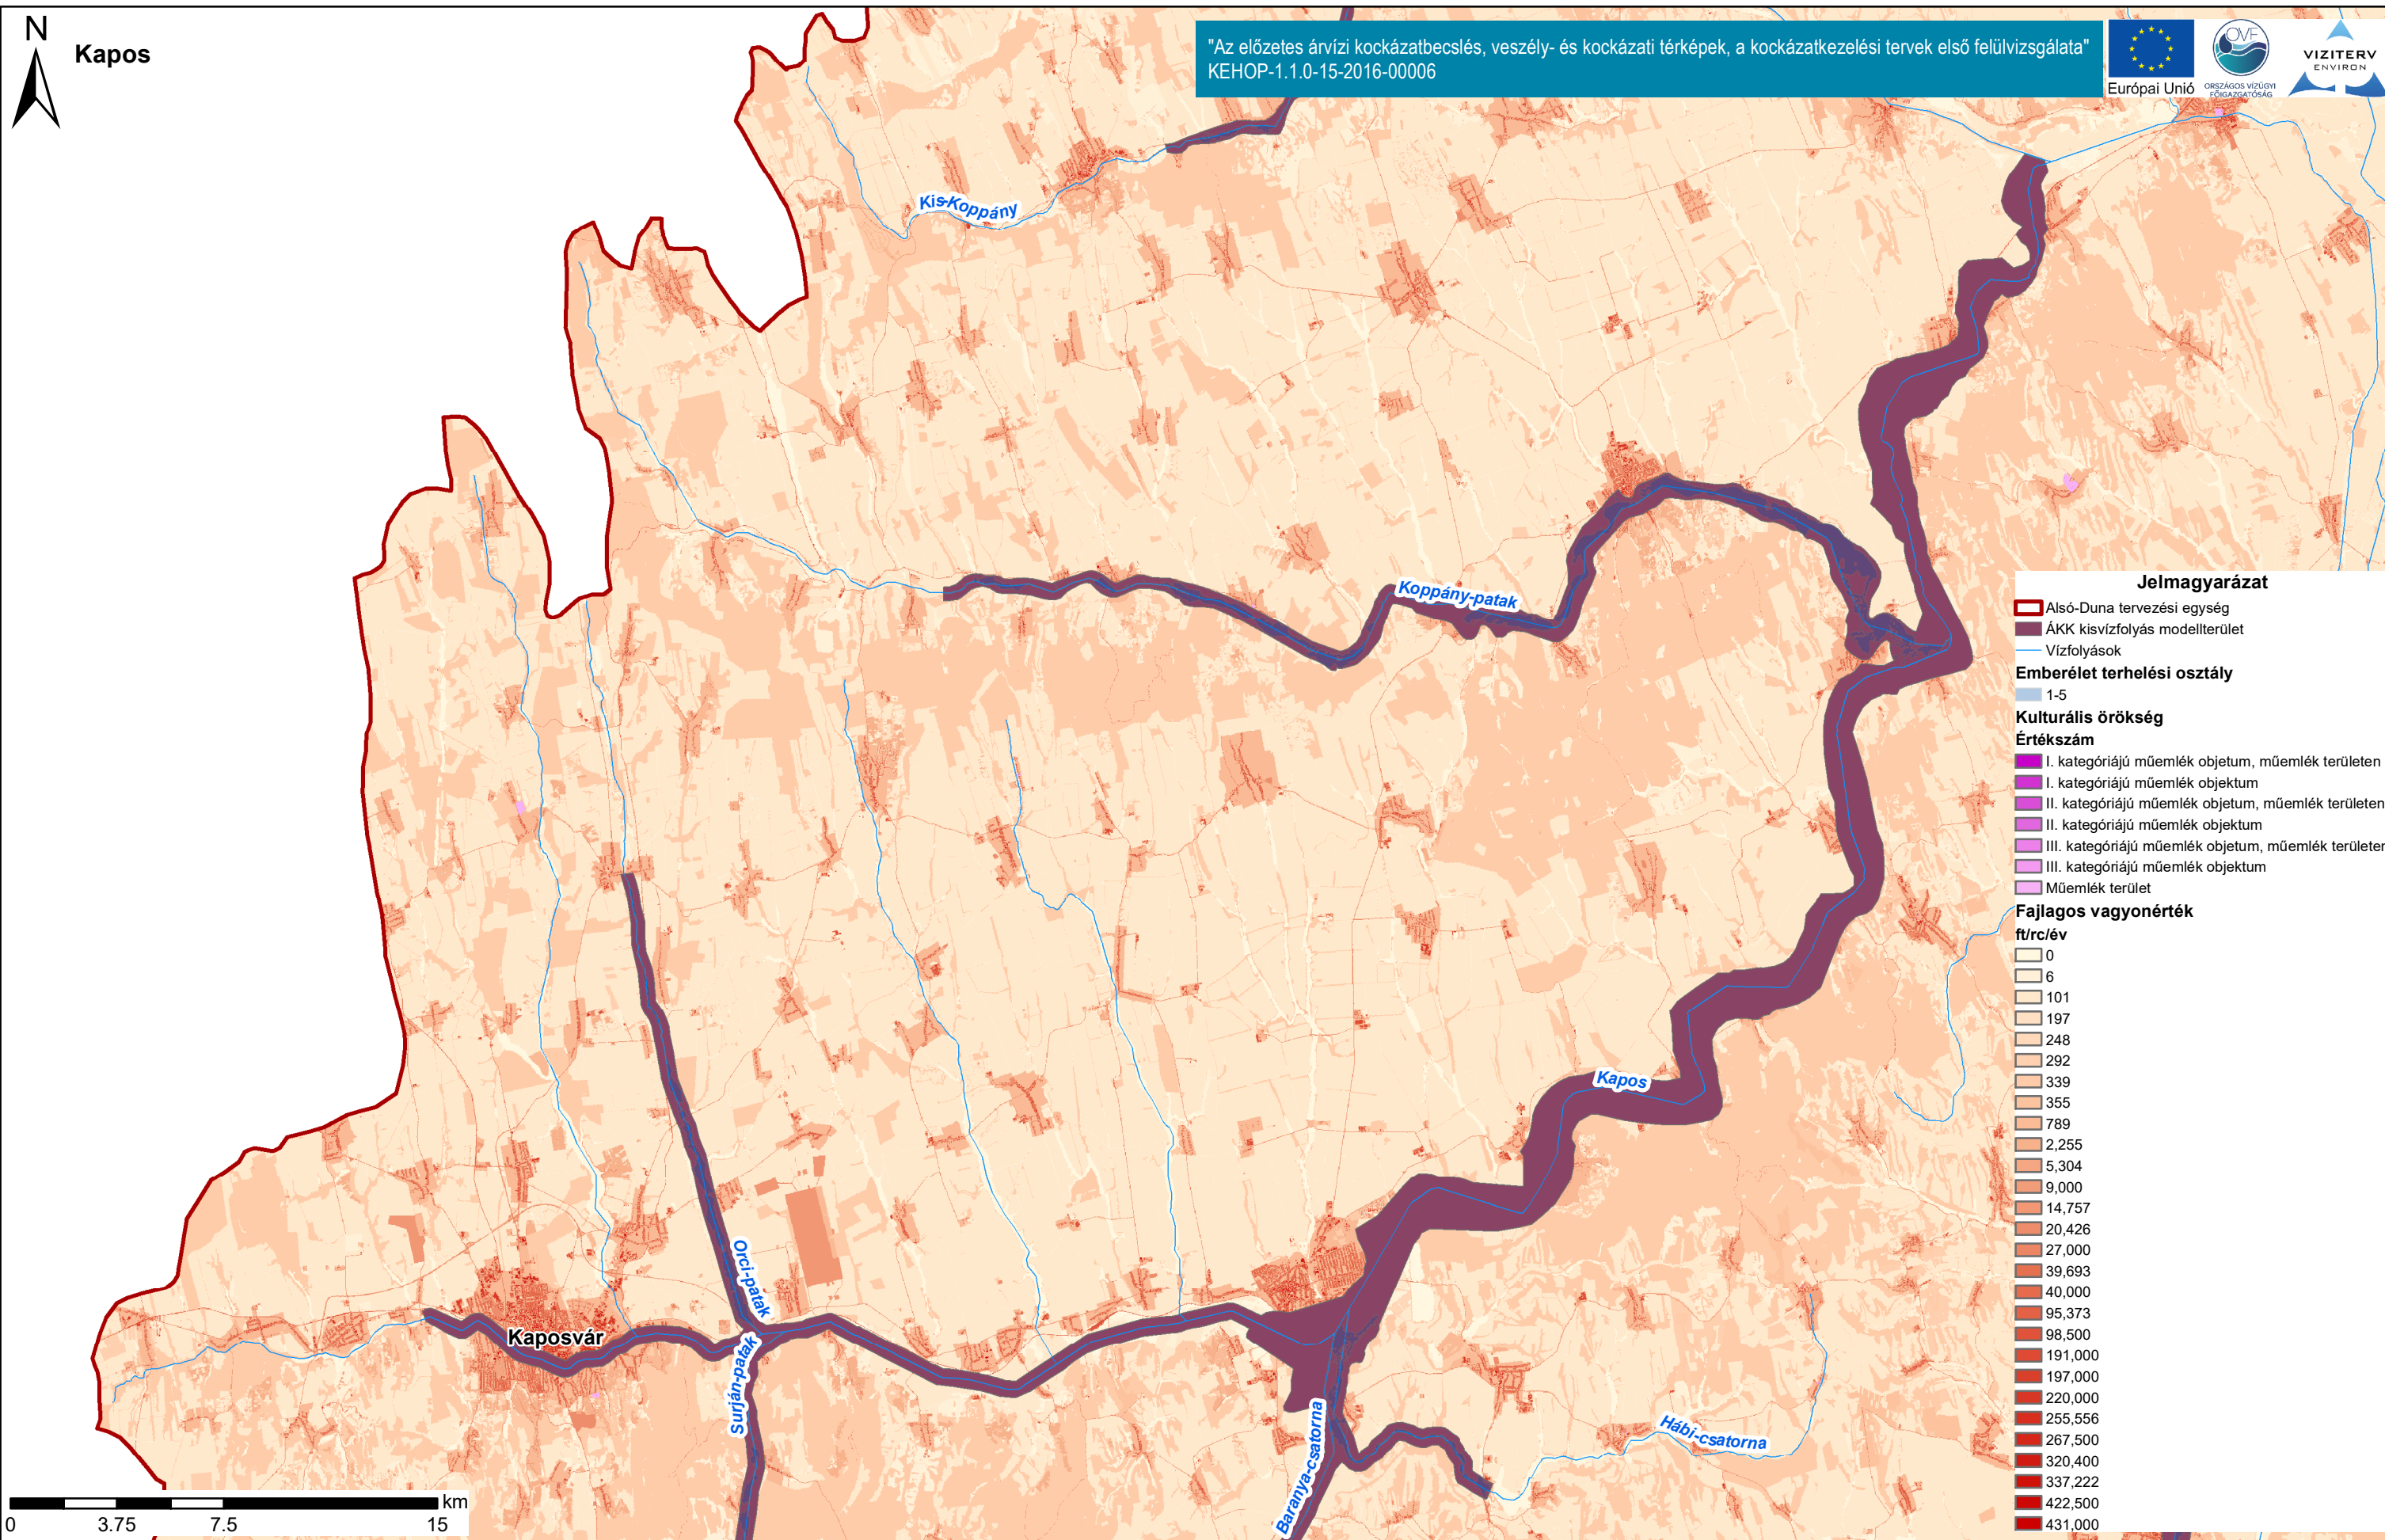 N
Kapos
"Az előzetes árvízi kockázatbecslés, veszély- és kockázati térképek, a kockázatkezelési tervek első felülvizsgálata"
KEHOP-1.1.0-15-2016-00006
Európai Unió
OVF
ORSZÁGOS VÍZÜGYI
FŐIGAZGATÓSÁG
VIZITERV
ENVIRON
Kis-Koppány
Koppány-patak
Kapos
Orci-patak
Kaposvár
Surján-patak
Baranya-csatorna
Hábi-csatorna
Jelmagyarázat
Alsó-Duna tervezési egység
ÁKK kisvízfolyás modellterület
Vízfolyások
Emberélet terhelési osztály
1-5
Kulturális örökség
Értékszám
I. kategóriájú műemlék objetum, műemlék területen
I. kategóriájú műemlék objektum
II. kategóriájú műemlék objetum, műemlék területen
II. kategóriájú műemlék objektum
III. kategóriájú műemlék objetum, műemlék területen
III. kategóriájú műemlék objektum
Műemlék terület
Fajlagos vagyonérték
ft/rc/év
0
6
101
197
248
292
339
355
789
2,255
5,304
9,000
14,757
20,426
27,000
39,693
40,000
95,373
98,500
191,000
197,000
220,000
255,556
267,500
320,400
337,222
422,500
431,000
km
0 3.75 7.5 15